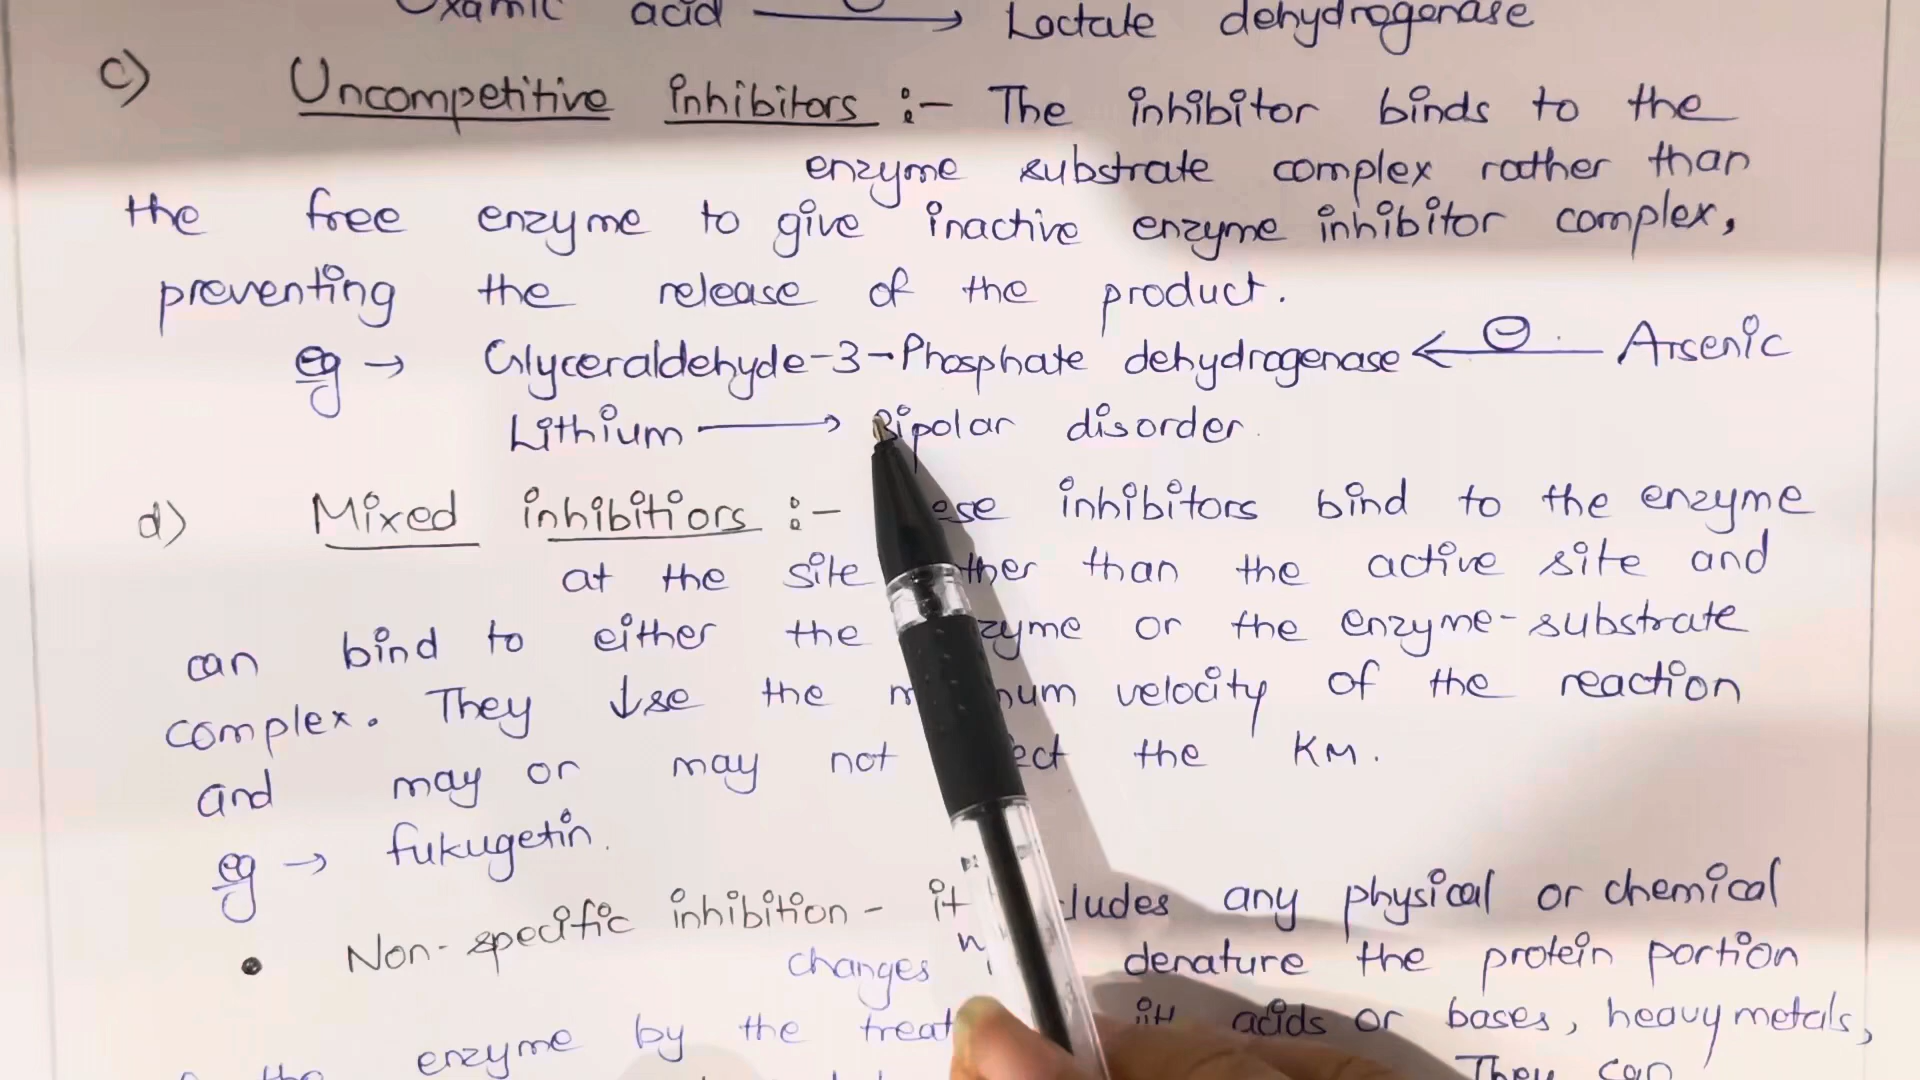 acid ⊖→ Loctate dehydrogenase
c) Uncompetitive inhibitors :- The inhibitor binds to the
enzyme substrate complex rather than
the free enzyme to give inactive enzyme inhibitor complex,
preventing the release of the product.
eg → Glyceraldehyde-3-Phosphate dehydrogenase ←⊖ Arsenic
Lithium → Bipolar disorder
d) Mixed inhibitiors :- inhibitors bind to the enzyme
at the site than the active site and
can bind to either the or the enzyme-substrate
complex. They ↓se the velocity of the reaction
and may or may not the KM.
eg → fukugetin.
• Non-specific inhibition - it any physical or chemical
changes denature the protein portion
enzyme by the acids or bases, heavy metals,
They can